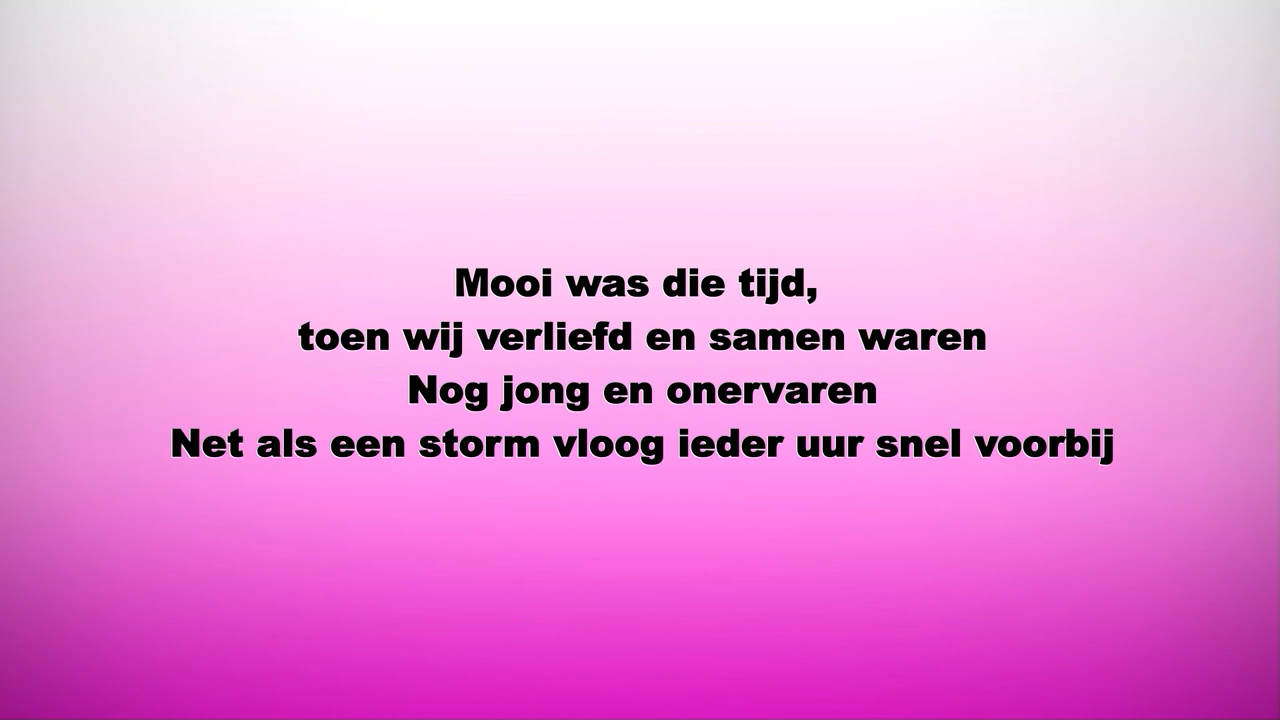 Mooi was die tijd,
toen wij verliefd en samen waren
Nog jong en onervaren
Net als een storm vloog ieder uur snel voorbij